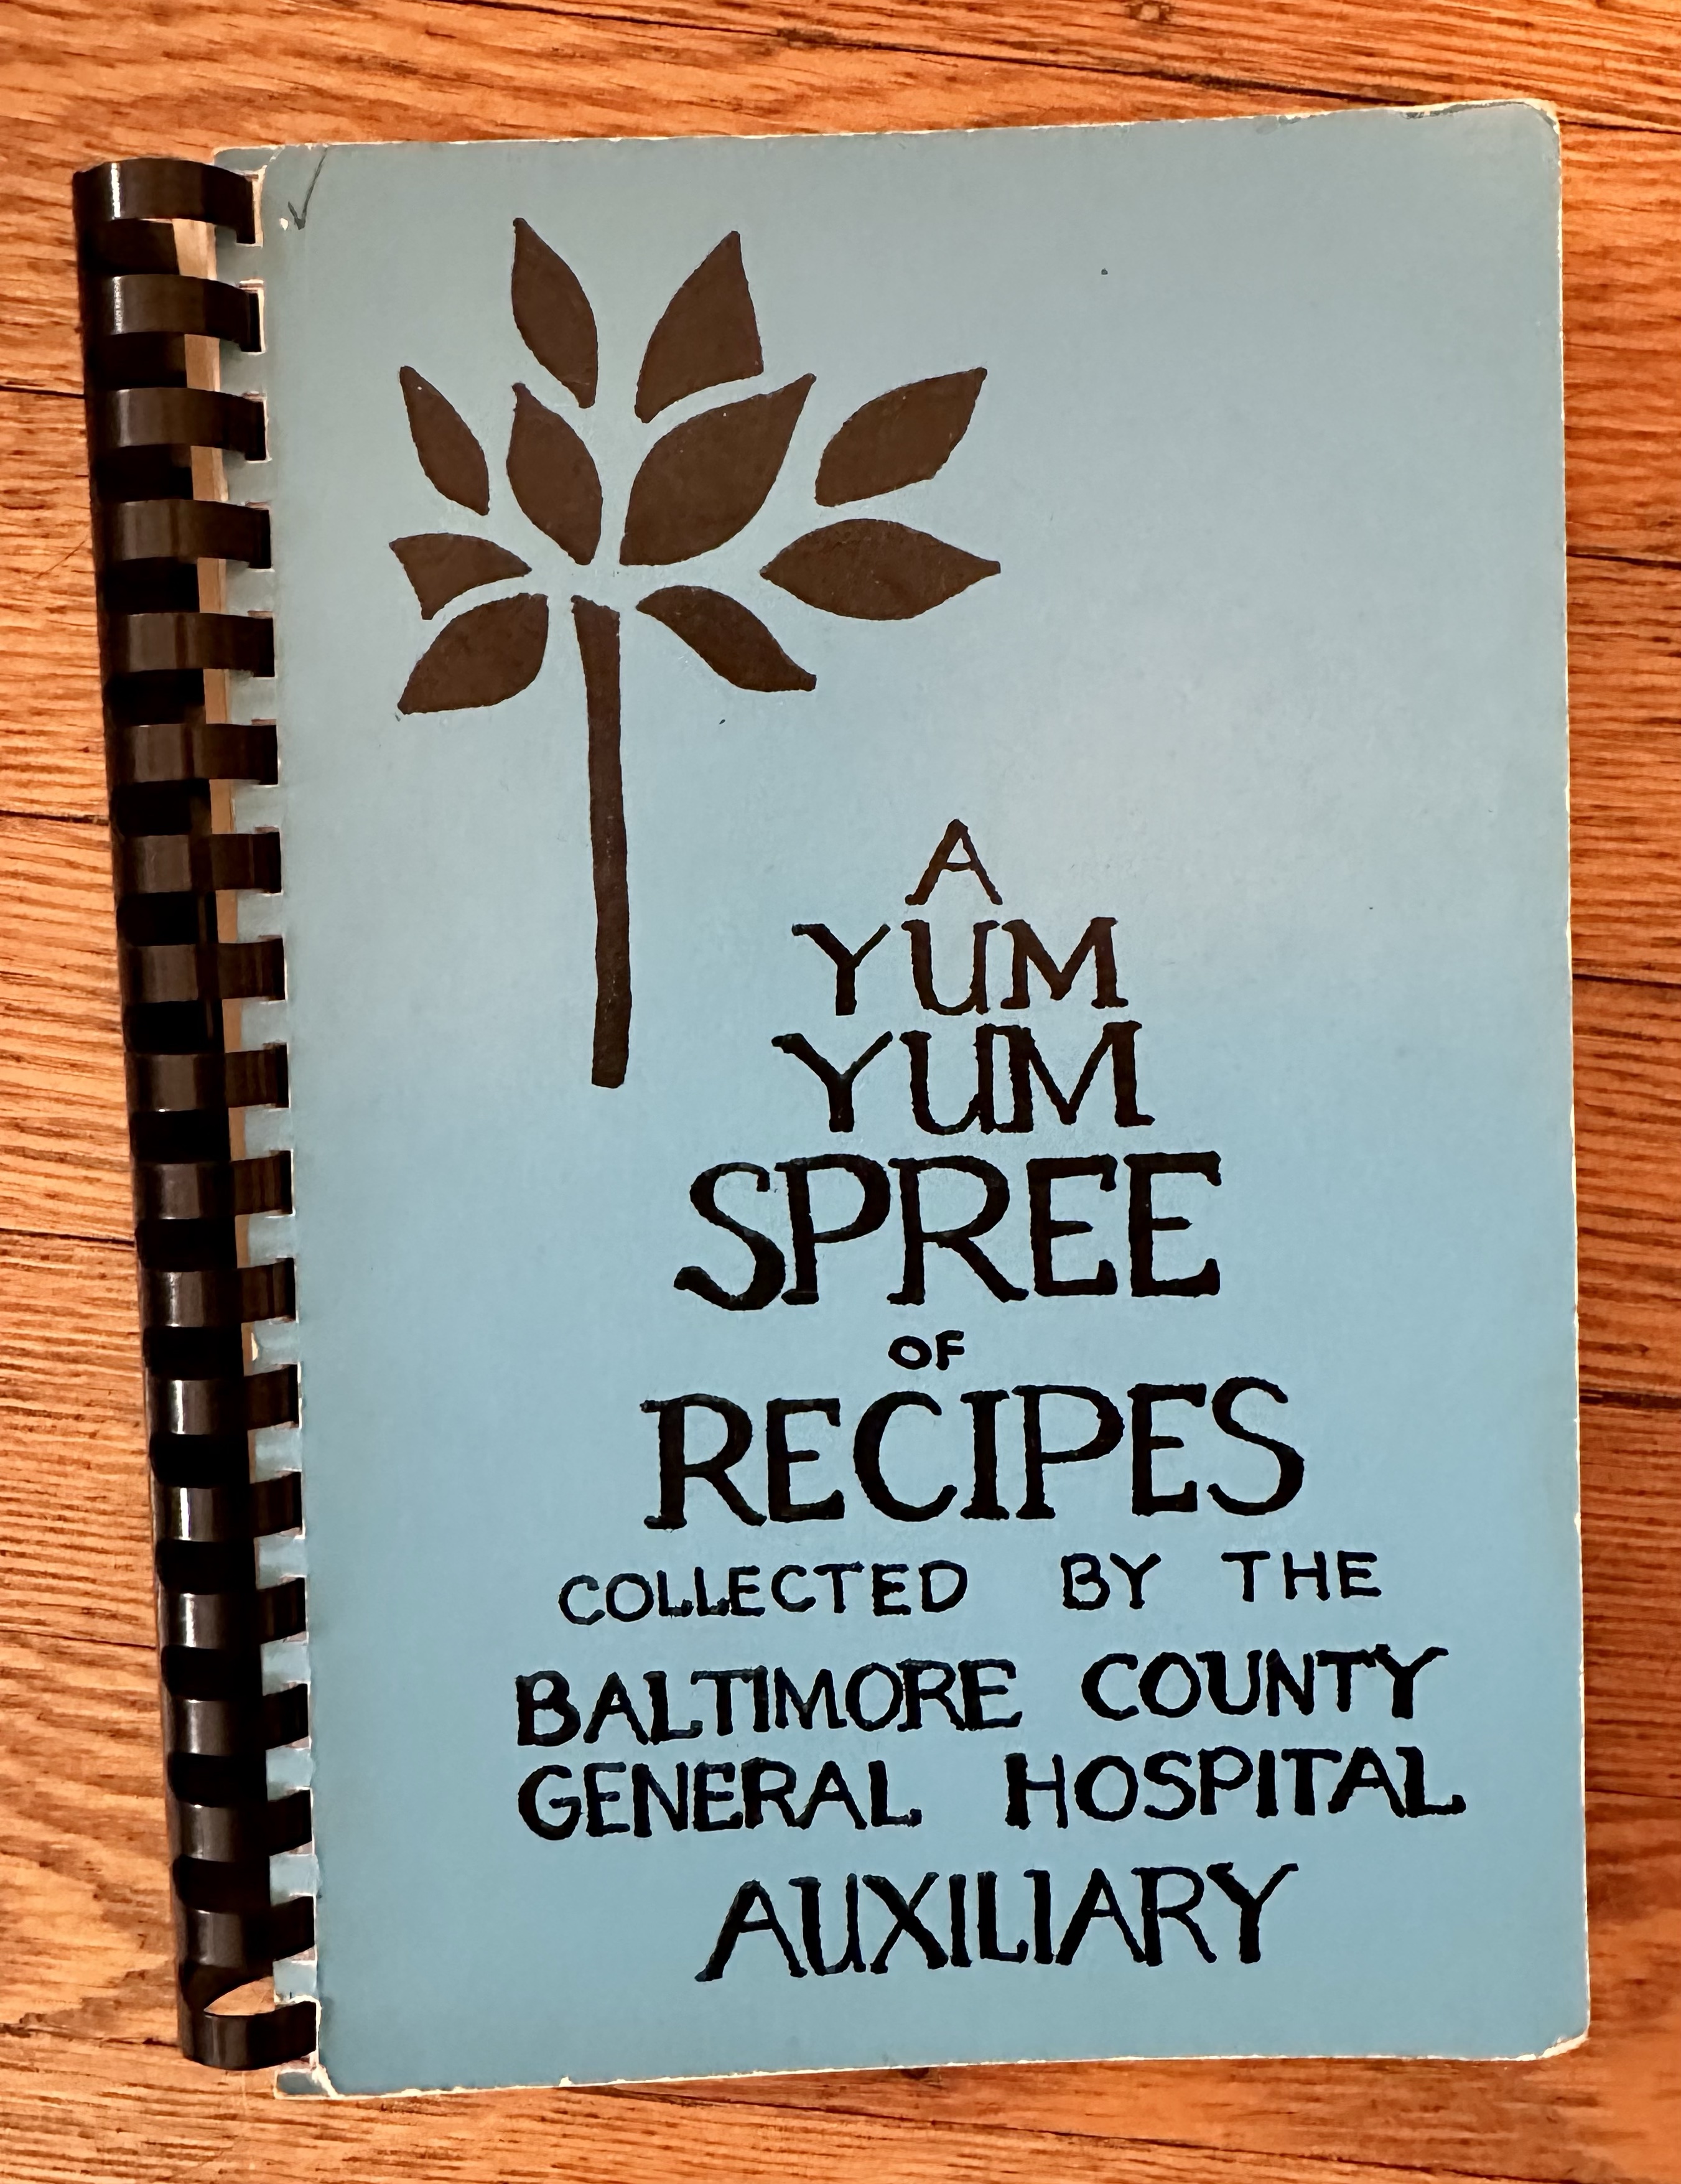 A
YUM
YUM
SPREE
OF
RECIPES
COLLECTED BY THE
BALTIMORE COUNTY
GENERAL HOSPITAL
AUXILIARY